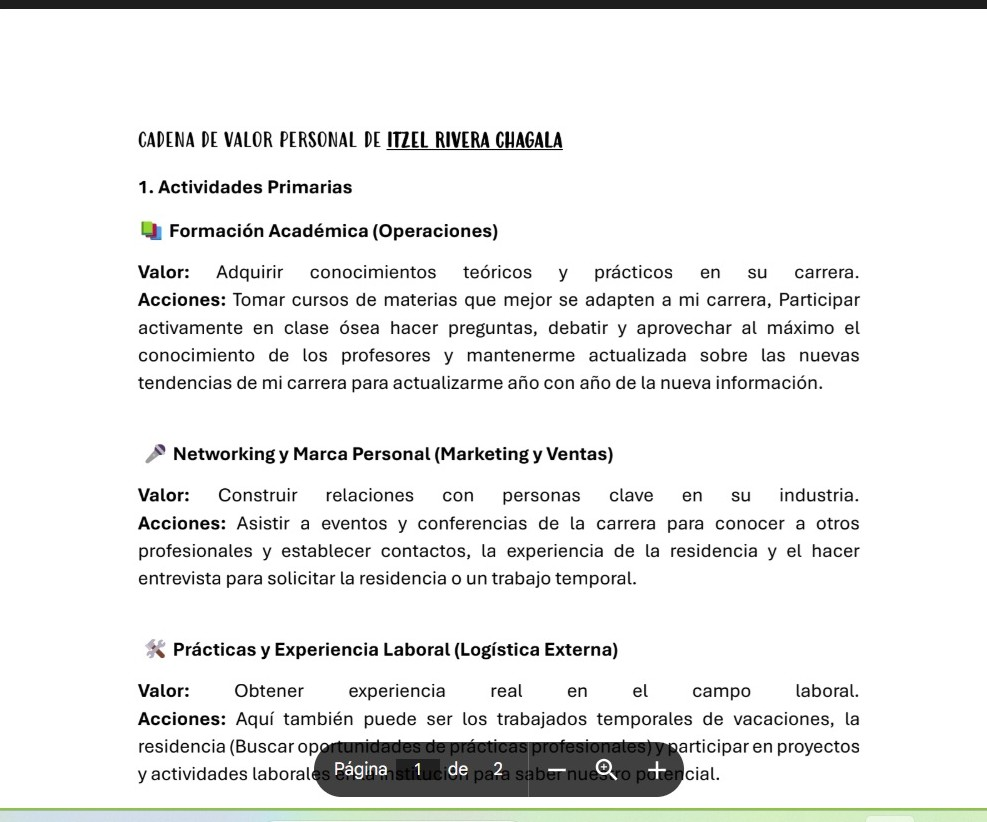 CADENA DE VALOR PERSONAL DE ITZEL RIVERA CHAGALA
1. Actividades Primarias
Formación Académica (Operaciones)
Valor: Adquirir conocimientos teóricos y prácticos en su carrera.
Acciones: Tomar cursos de materias que mejor se adapten a mi carrera, Participar
activamente en clase ósea hacer preguntas, debatir y aprovechar al máximo el
conocimiento de los profesores y mantenerme actualizada sobre las nuevas
tendencias de mi carrera para actualizarme año con año de la nueva información.
Networking y Marca Personal (Marketing y Ventas)
Valor: Construir relaciones con personas clave en su industria.
Acciones: Asistir a eventos y conferencias de la carrera para conocer a otros
profesionales y establecer contactos, la experiencia de la residencia y el hacer
entrevista para solicitar la residencia o un trabajo temporal.
Prácticas y Experiencia Laboral (Logística Externa)
Valor: Obtener experiencia real en el campo laboral.
Acciones: Aquí también puede ser los trabajados temporales de vacaciones, la
residencia (Buscar oportunidades de prácticas profesionales) y participar en proyectos
y actividades laborales en la institución para saber nuestro potencial.
Página 1 de 2